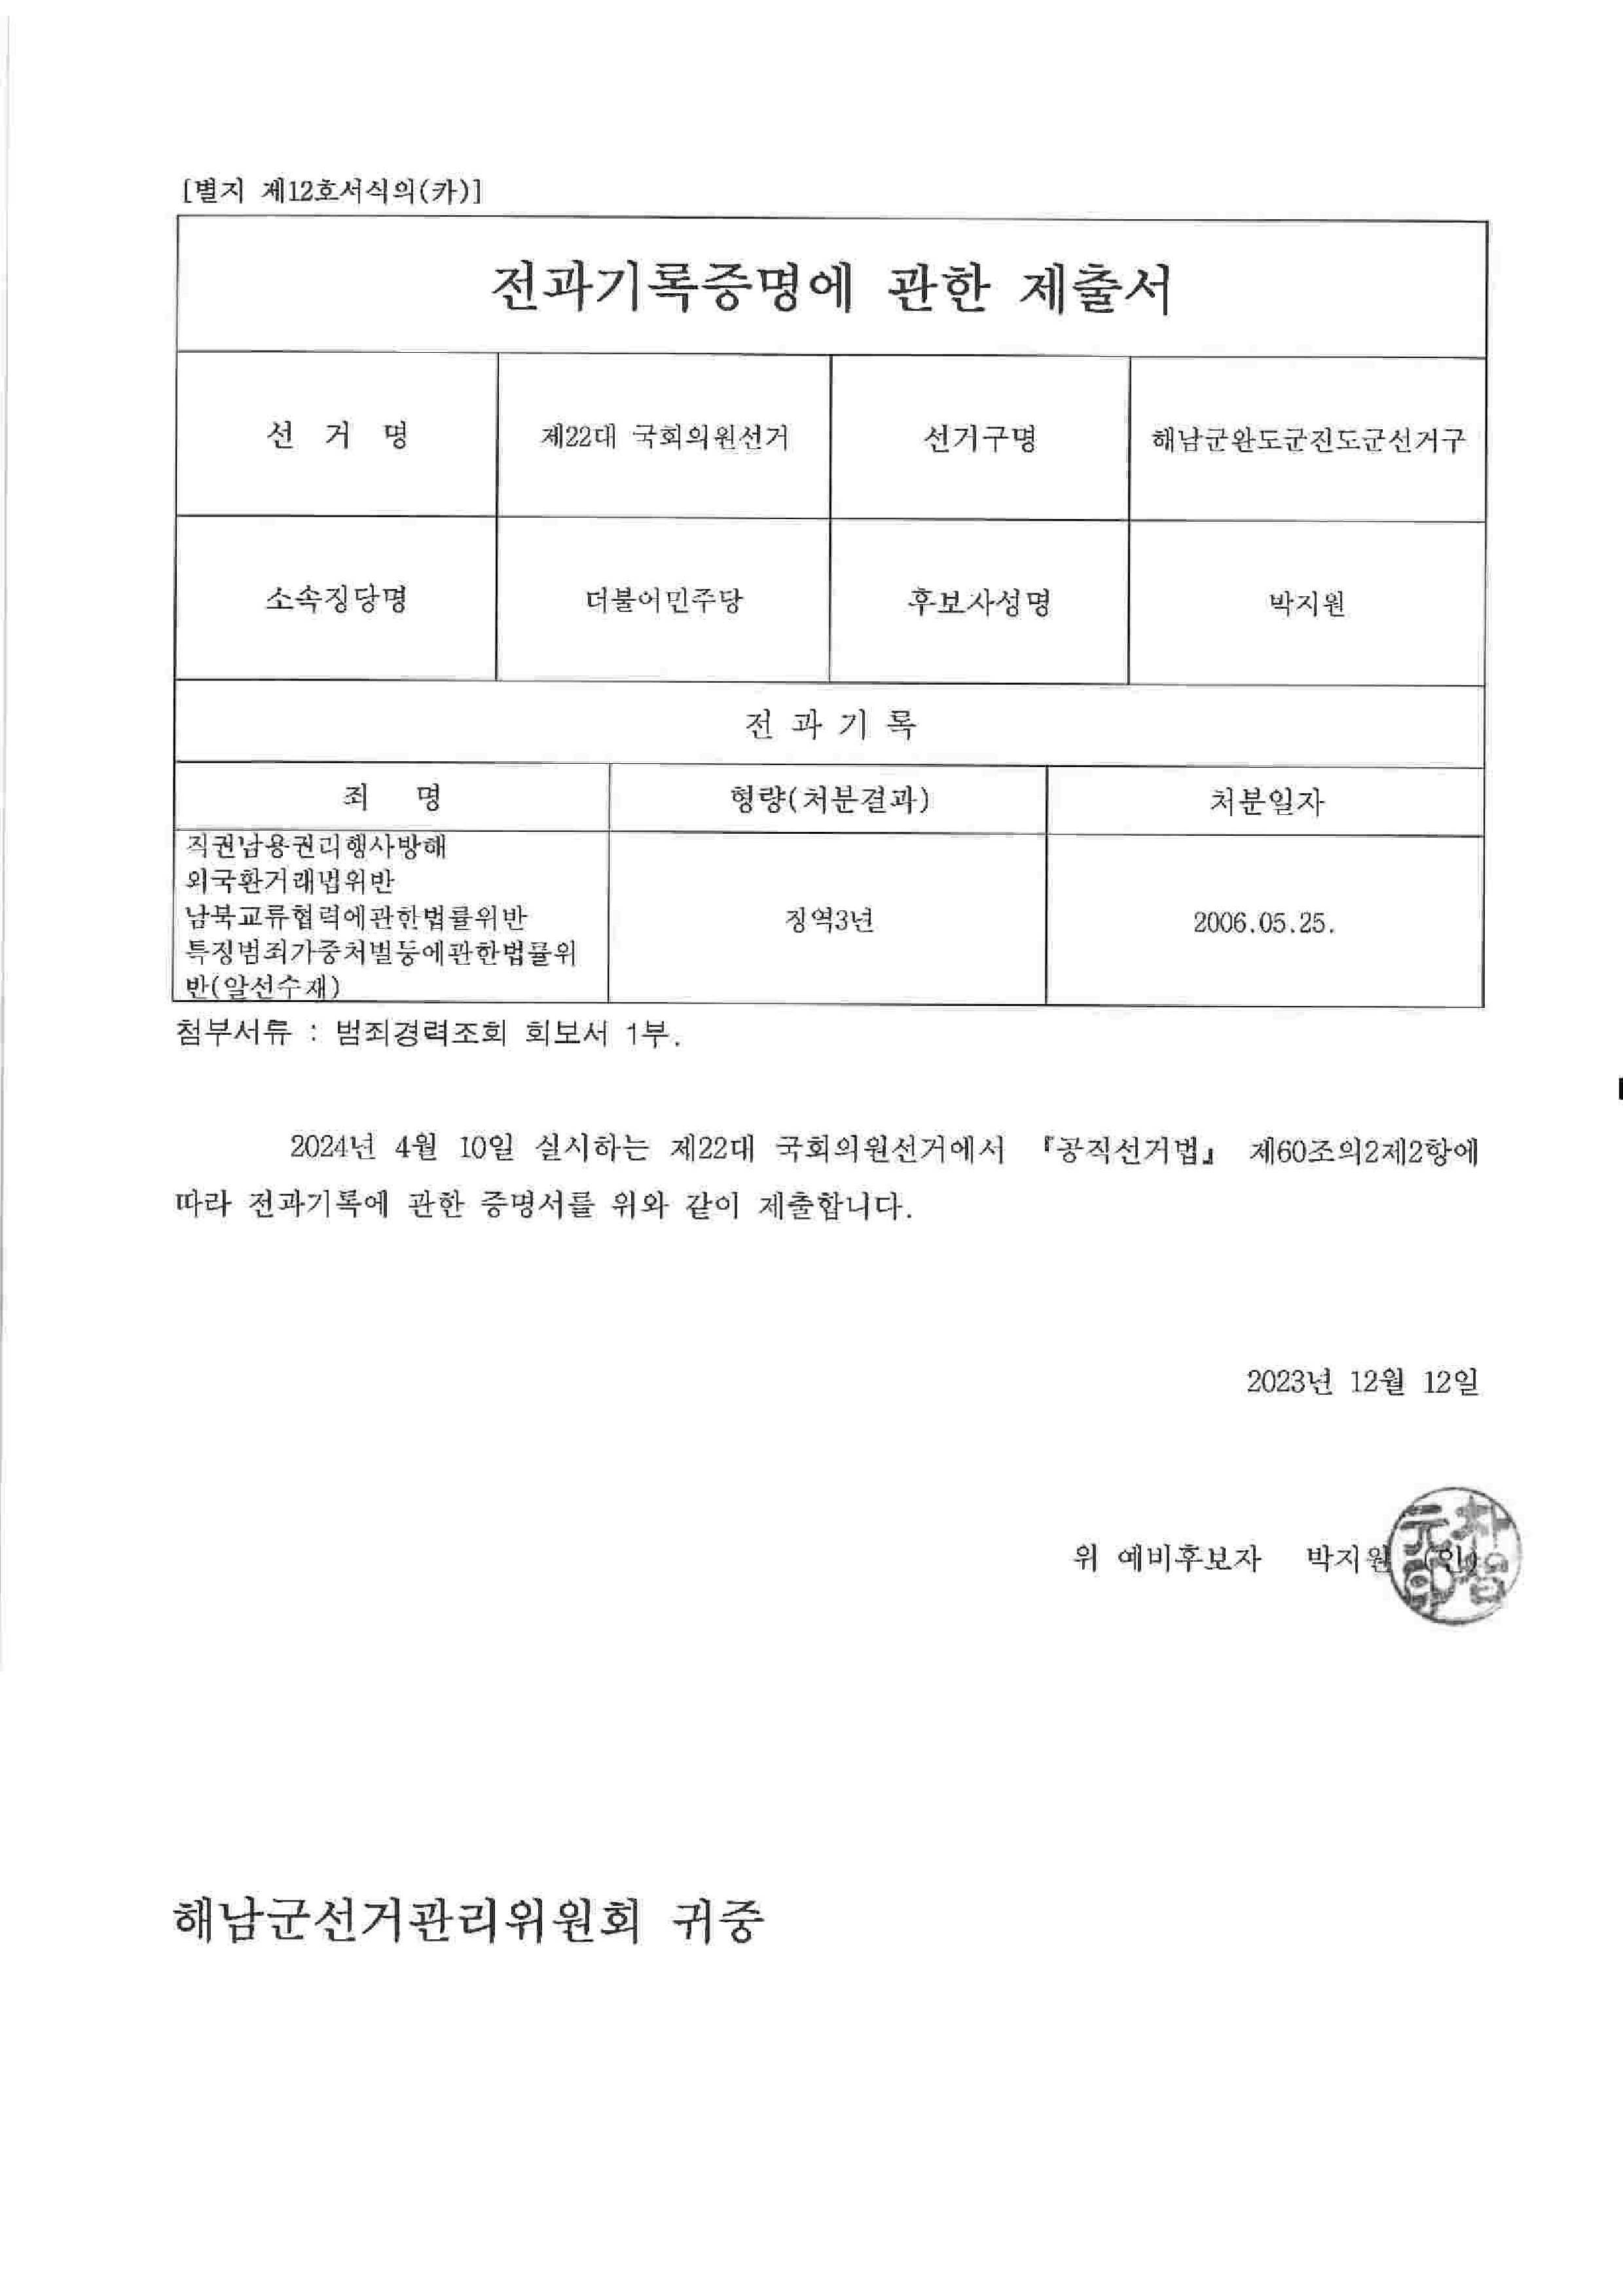 [별지 제12호서식의(카)]
전과기록증명에 관한 제출서
선 거 명 제22대 국회의원선거 선거구명 해남군완도군진도군선거구
소속정당명 더불어민주당 후보자성명 박지원
전 과 기 록
죄 명 형량(처분결과) 처분일자
직권남용권리행사방해
외국환거래법위반
남북교류협력에관한법률위반
징역3년 2006.05.25.
특정범죄가중처벌등에관한법률위
반(알선수재)
첨부서류 : 범죄경력조회 회보서 1부.
2024년 4월 10일 실시하는 제22대 국회의원선거에서 『공직선거법』 제60조의2제2항에
따라 전과기록에 관한 증명서를 위와 같이 제출합니다.
2023년 12월 12일
위 예비후보자 박지원 (인)
朴智元印
해남군선거관리위원회 귀중